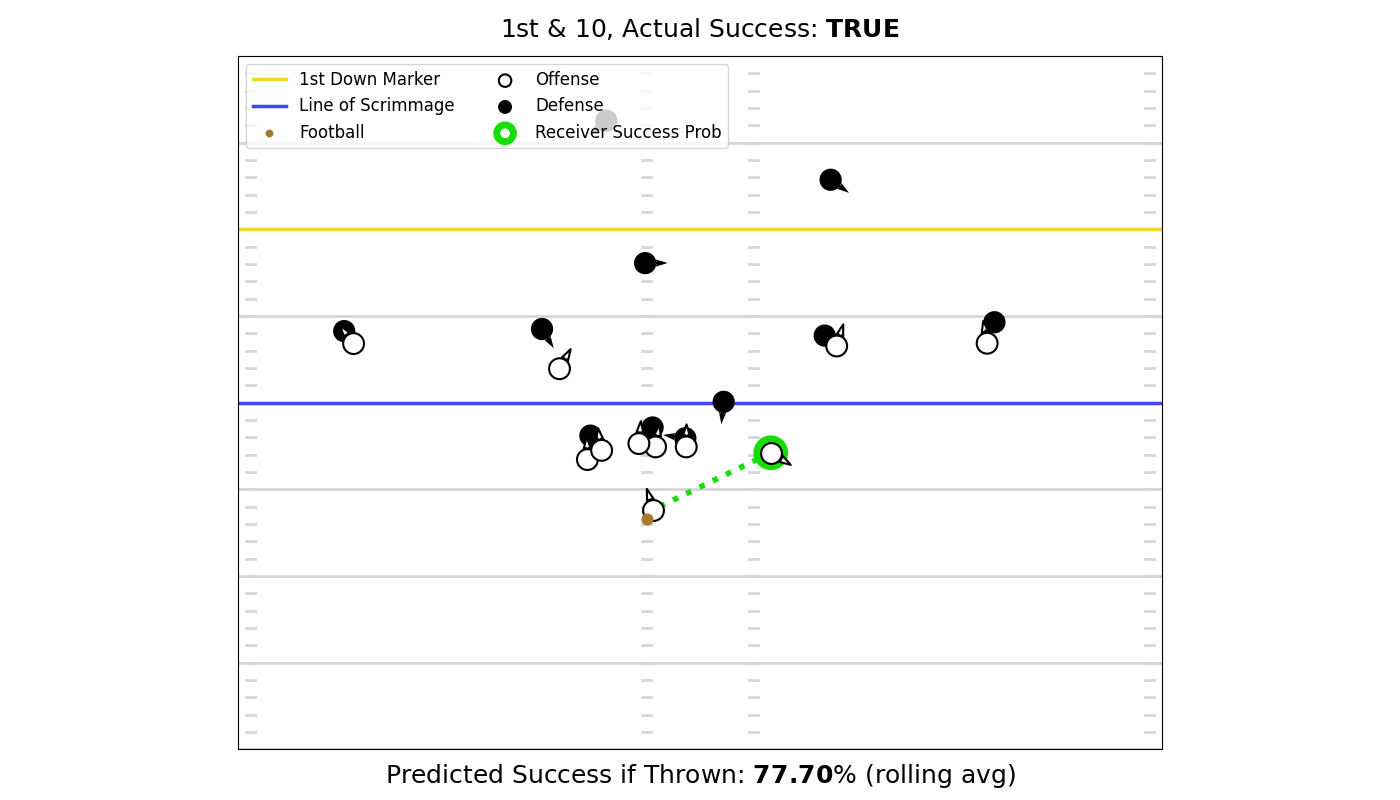 1st & 10, Actual Success: TRUE
1st Down Marker
Line of Scrimmage
Football
Offense
Defense
Receiver Success Prob
Predicted Success if Thrown: 77.70% (rolling avg)